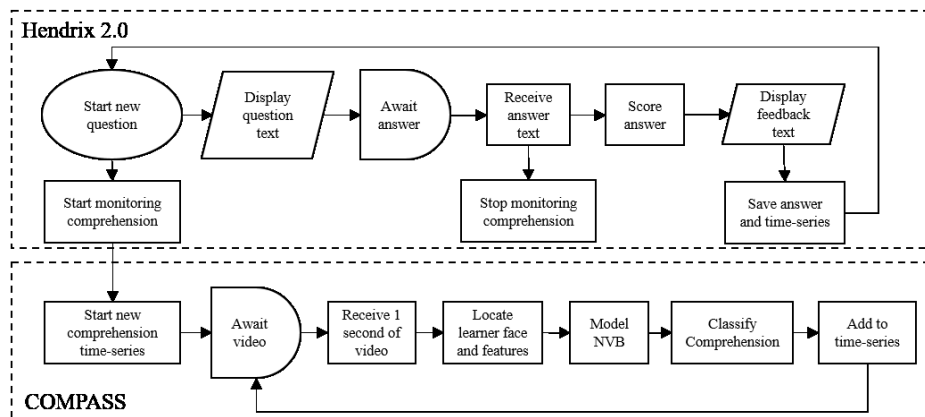 Hendrix 2.0
Start new
question
Display
question
text
Await
answer
Receive
answer
text
Score
answer
Display
feedback
text
Start monitoring
comprehension
Stop monitoring
comprehension
Save answer
and time-series
Start new
comprehension
time-series
Await
video
Receive 1
second of
video
Locate
learner face
and features
Model
NVB
Classify
Comprehension
Add to
time-series
COMPASS